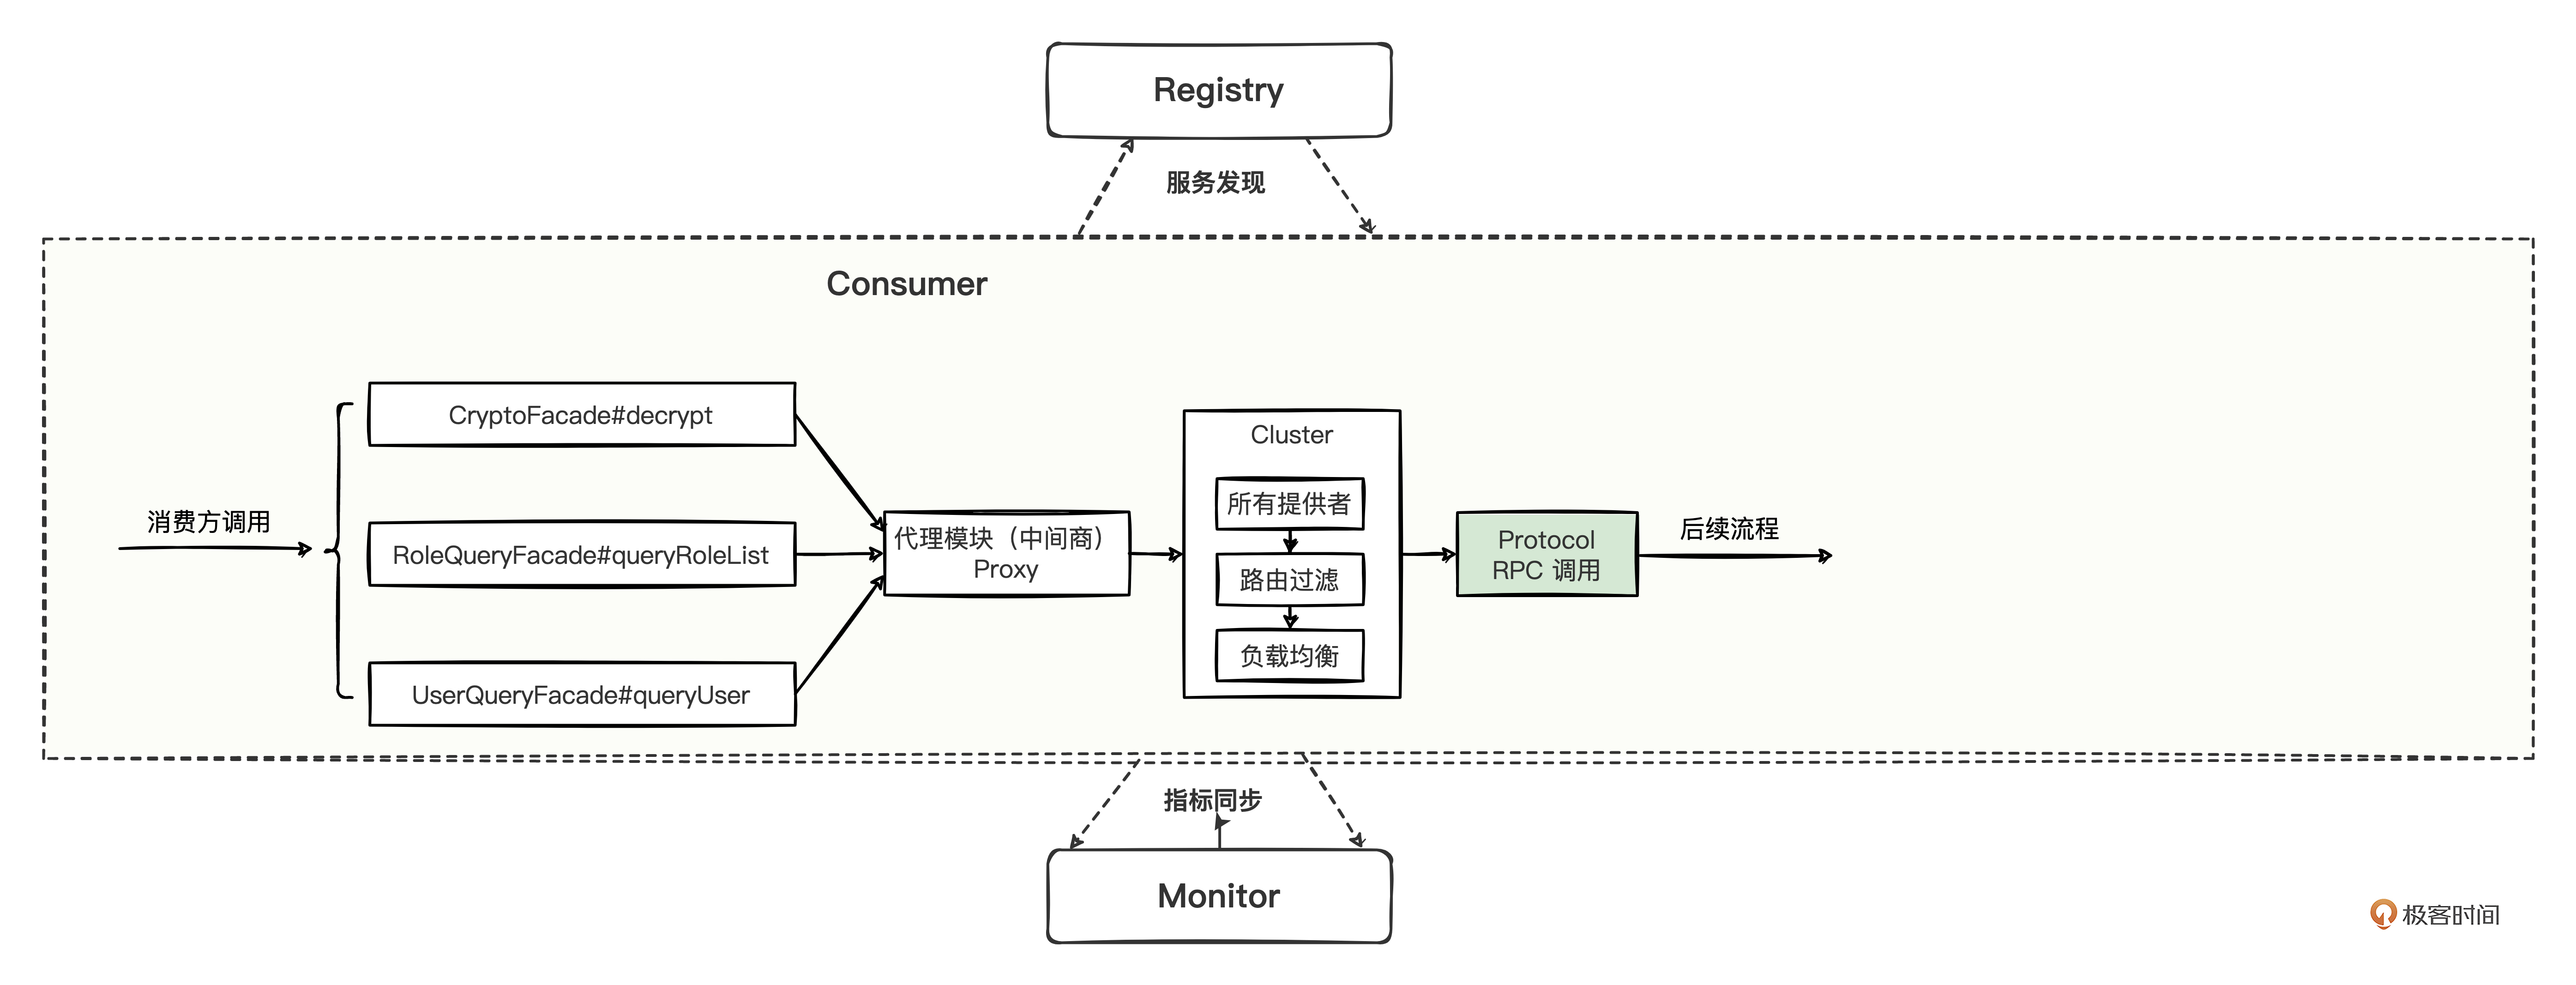 Registry
服务发现
Consumer
消费方调用
CryptoFacade#decrypt
RoleQueryFacade#queryRoleList
UserQueryFacade#queryUser
代理模块（中间商）
Proxy
Cluster
所有提供者
路由过滤
负载均衡
Protocol
RPC 调用
后续流程
指标同步
Monitor
极客时间